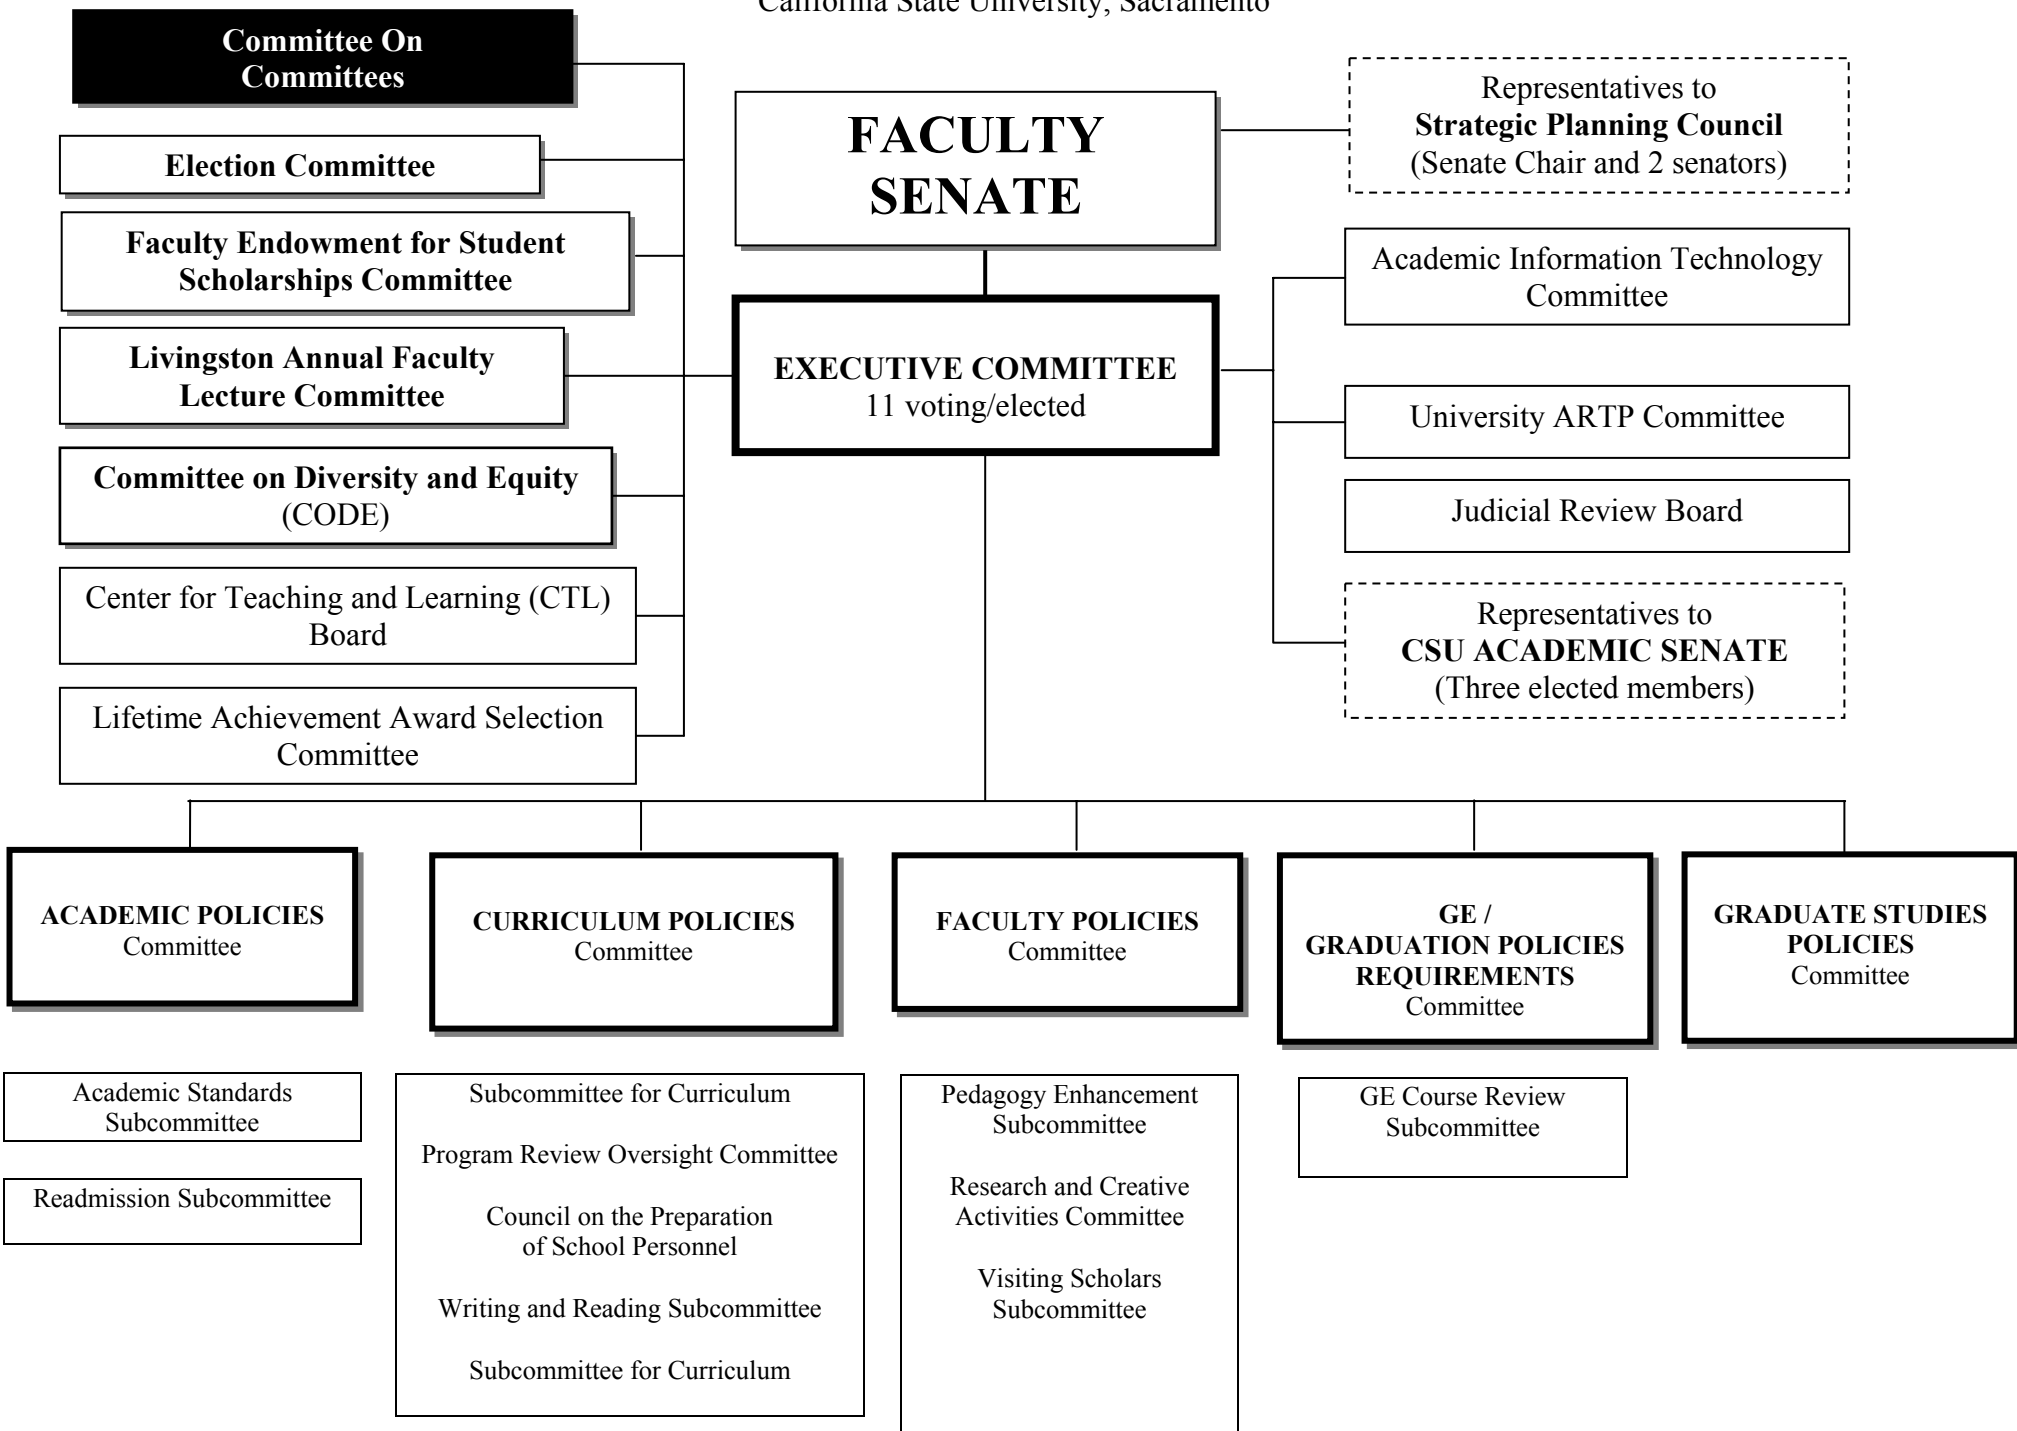 California State University, Sacramento
Committee On
Committees
Election Committee
Faculty Endowment for Student
Scholarships Committee
Livingston Annual Faculty
Lecture Committee
Committee on Diversity and Equity
(CODE)
Center for Teaching and Learning (CTL)
Board
Lifetime Achievement Award Selection
Committee
FACULTY
SENATE
EXECUTIVE COMMITTEE
11 voting/elected
Representatives to
Strategic Planning Council
(Senate Chair and 2 senators)
Academic Information Technology
Committee
University ARTP Committee
Judicial Review Board
Representatives to
CSU ACADEMIC SENATE
(Three elected members)
ACADEMIC POLICIES
Committee
CURRICULUM POLICIES
Committee
FACULTY POLICIES
Committee
GE /
GRADUATION POLICIES
REQUIREMENTS
Committee
GRADUATE STUDIES
POLICIES
Committee
Academic Standards
Subcommittee
Readmission Subcommittee
Subcommittee for Curriculum
Program Review Oversight Committee
Council on the Preparation
of School Personnel
Writing and Reading Subcommittee
Subcommittee for Curriculum
Pedagogy Enhancement
Subcommittee
Research and Creative
Activities Committee
Visiting Scholars
Subcommittee
GE Course Review
Subcommittee